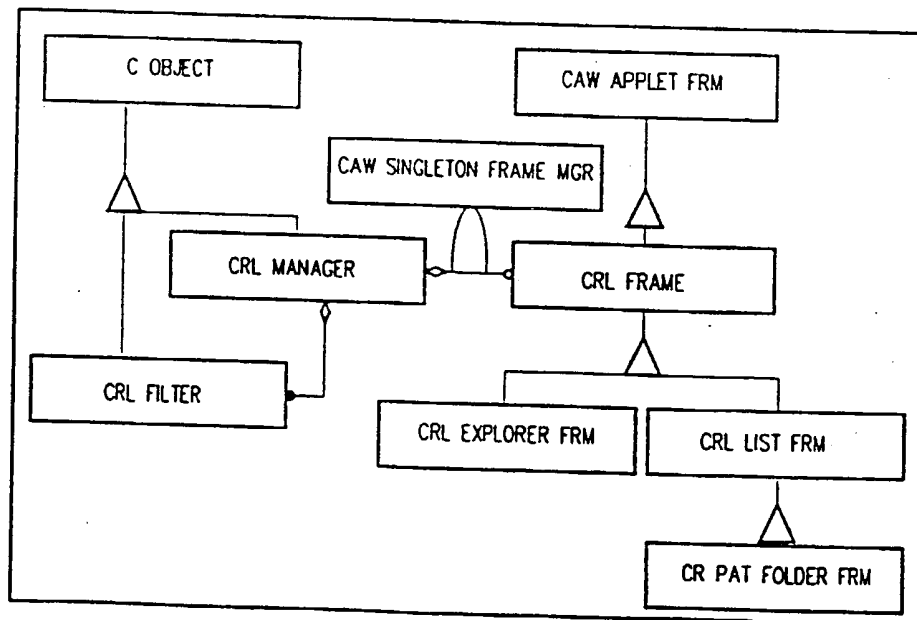 C OBJECT
CAW APPLET FRM
CAW SINGLETON FRAME MGR
CRL MANAGER
CRL FRAME
CRL FILTER
CRL EXPLORER FRM
CRL LIST FRM
CR PAT FOLDER FRM